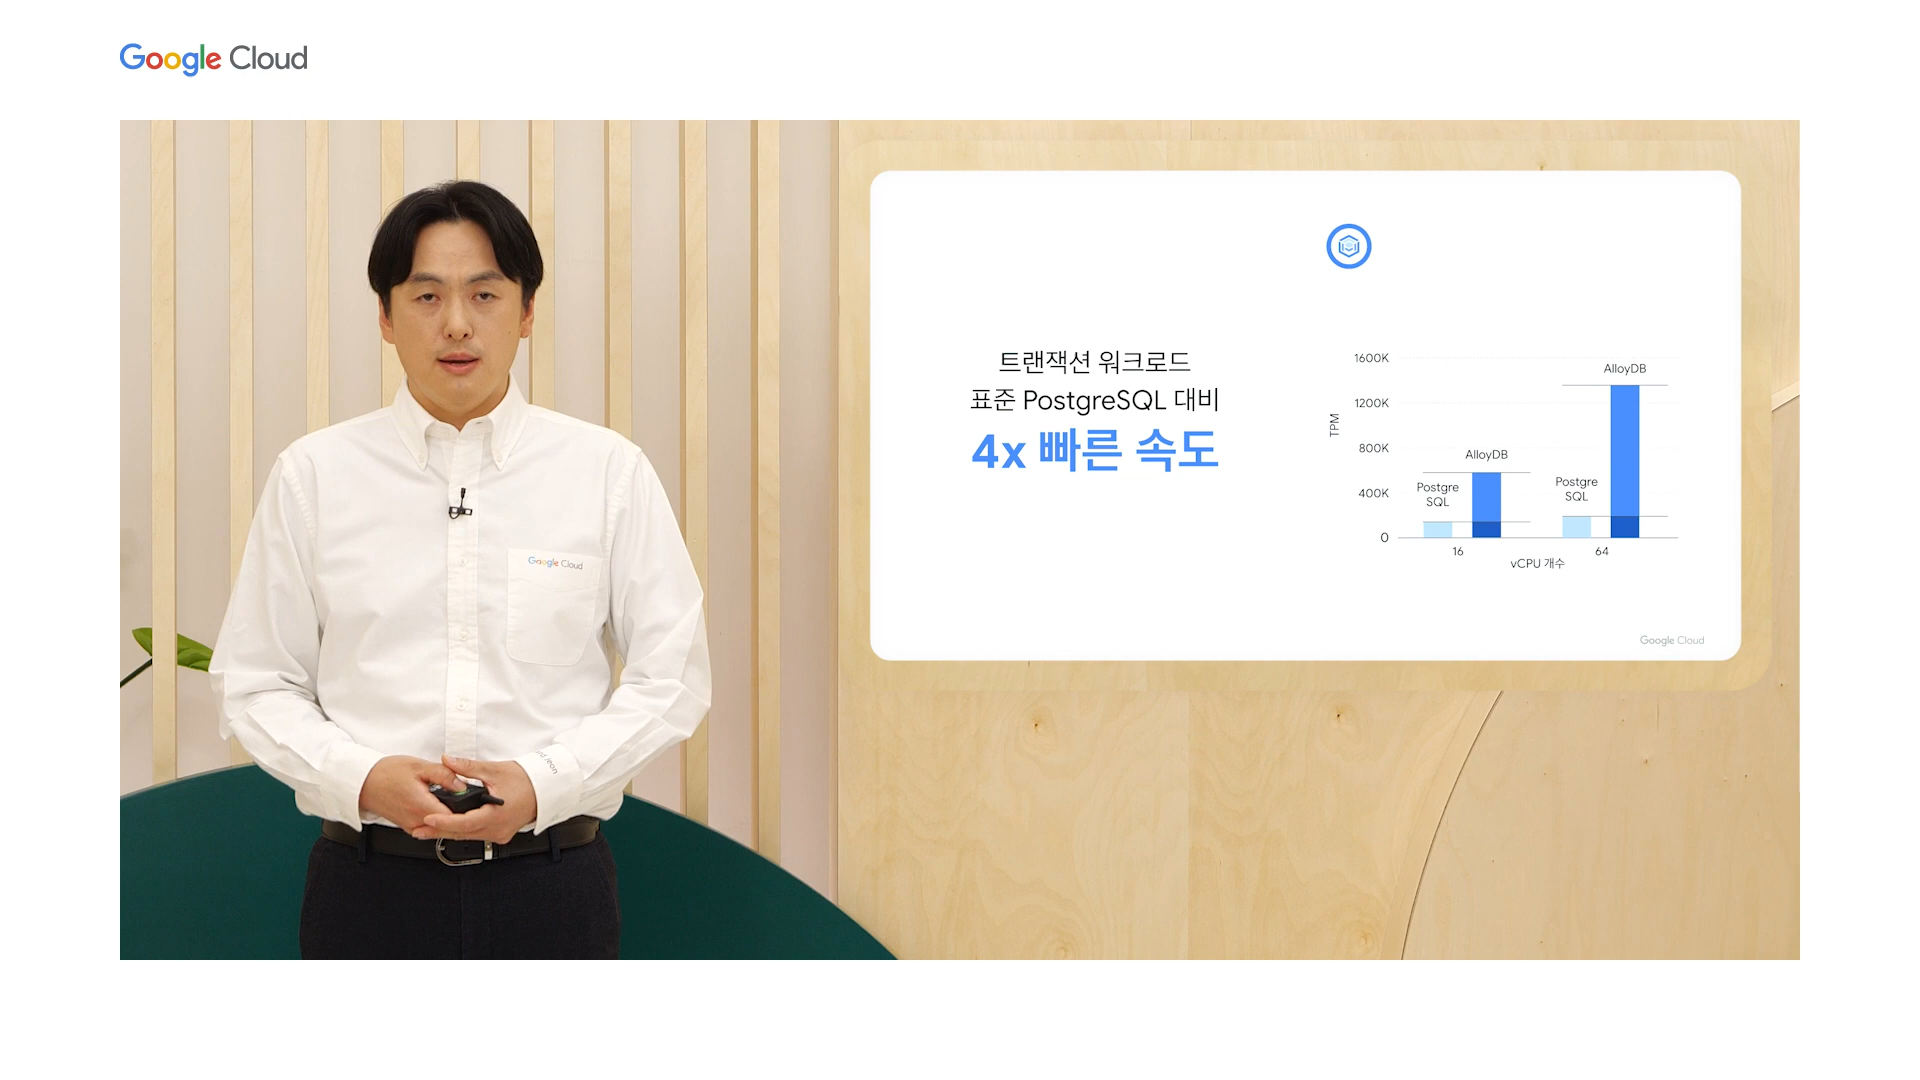 Google Cloud
트랜잭션 워크로드
표준 PostgreSQL 대비
4x 빠른 속도
TPM
1600K
1200K
800K
400K
0
Postgre
SQL
AlloyDB
Postgre
SQL
AlloyDB
16
64
vCPU 개수
Google Cloud
Google Cloud